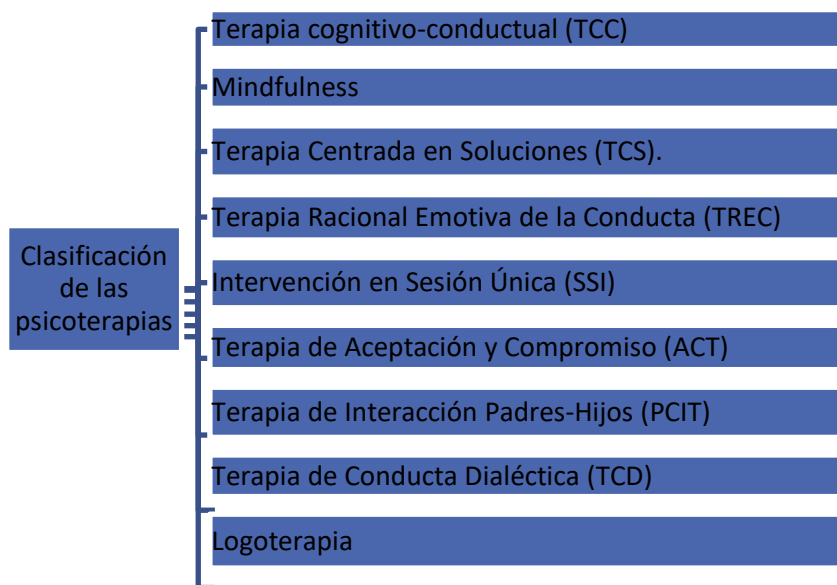 Terapia cognitivo-conductual (TCC)
Mindfulness
Terapia Centrada en Soluciones (TCS).
Terapia Racional Emotiva de la Conducta (TREC)
Clasificación
de las
psicoterapias
Intervención en Sesión Única (SSI)
Terapia de Aceptación y Compromiso (ACT)
Terapia de Interacción Padres-Hijos (PCIT)
Terapia de Conducta Dialéctica (TCD)
Logoterapia